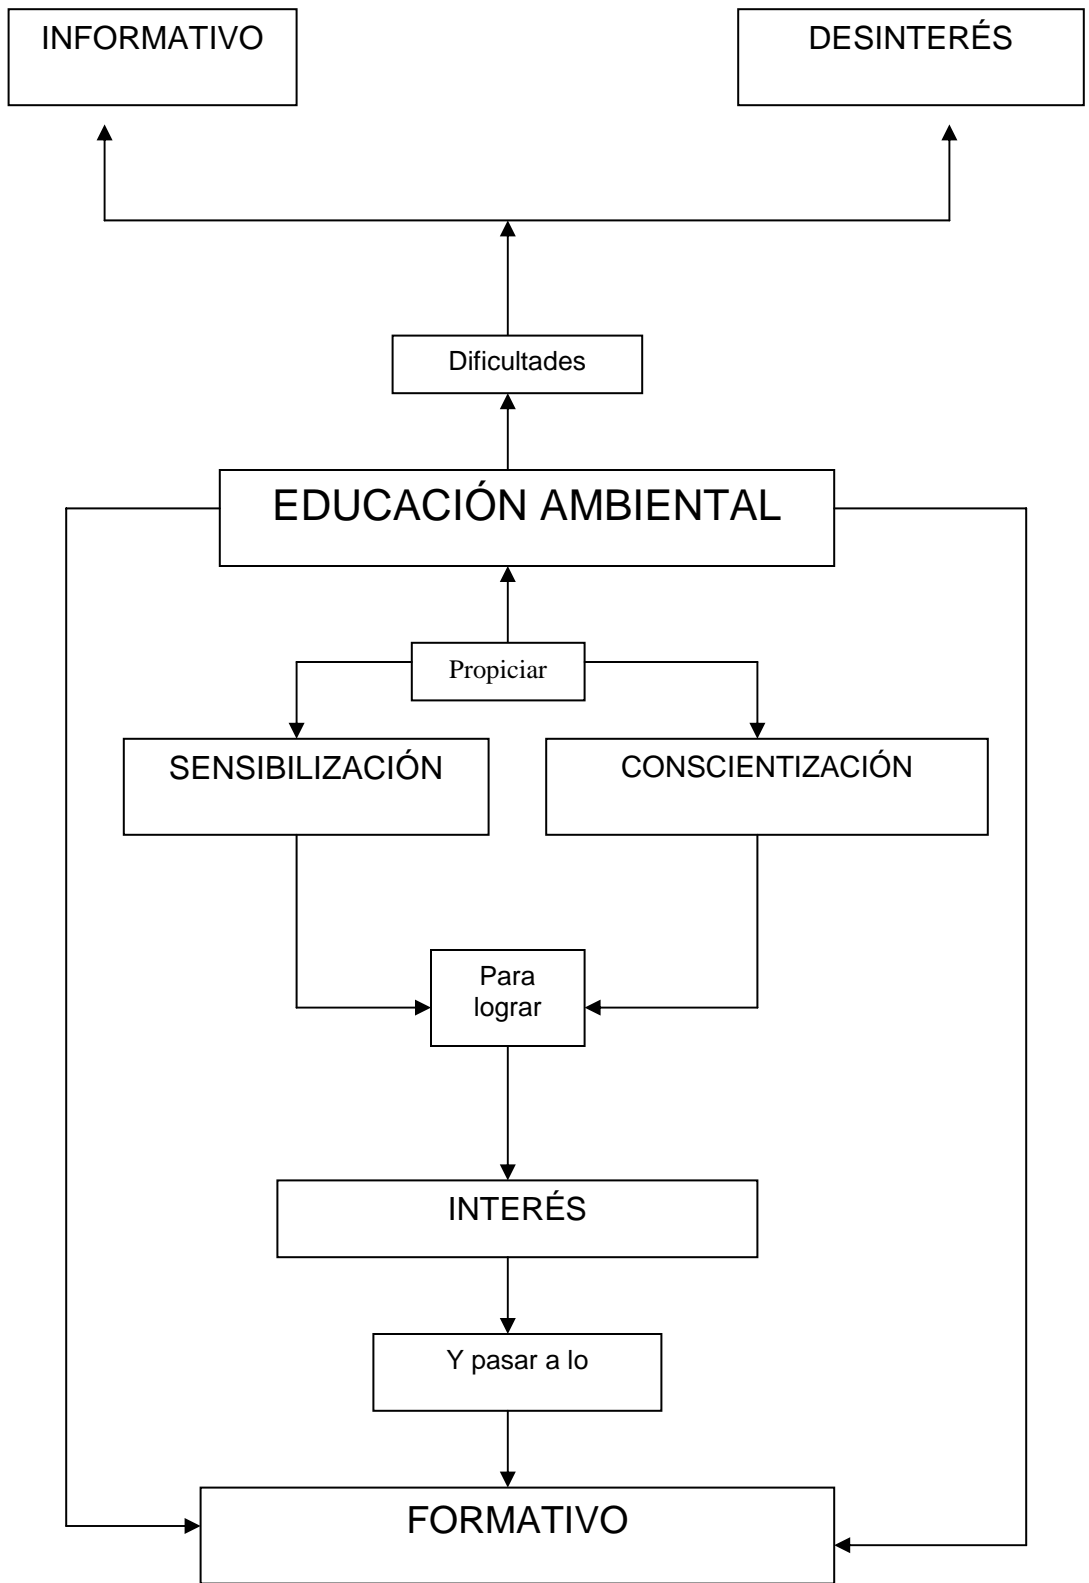 INFORMATIVO
DESINTERÉS
Dificultades
EDUCACIÓN AMBIENTAL
Propiciar
SENSIBILIZACIÓN
CONSCIENTIZACIÓN
Para
lograr
INTERÉS
Y pasar a lo
FORMATIVO